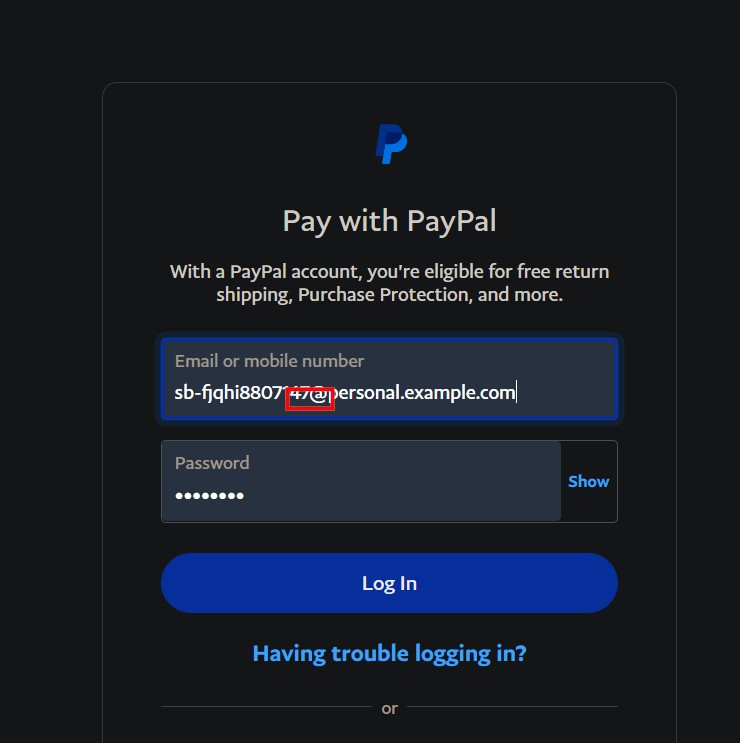 Pay with PayPal
With a PayPal account, you're eligible for free return
shipping, Purchase Protection, and more.
Email or mobile number
sb-fjqhi8807147@personal.example.com
Password
••••••••
Show
Log In
Having trouble logging in?
or